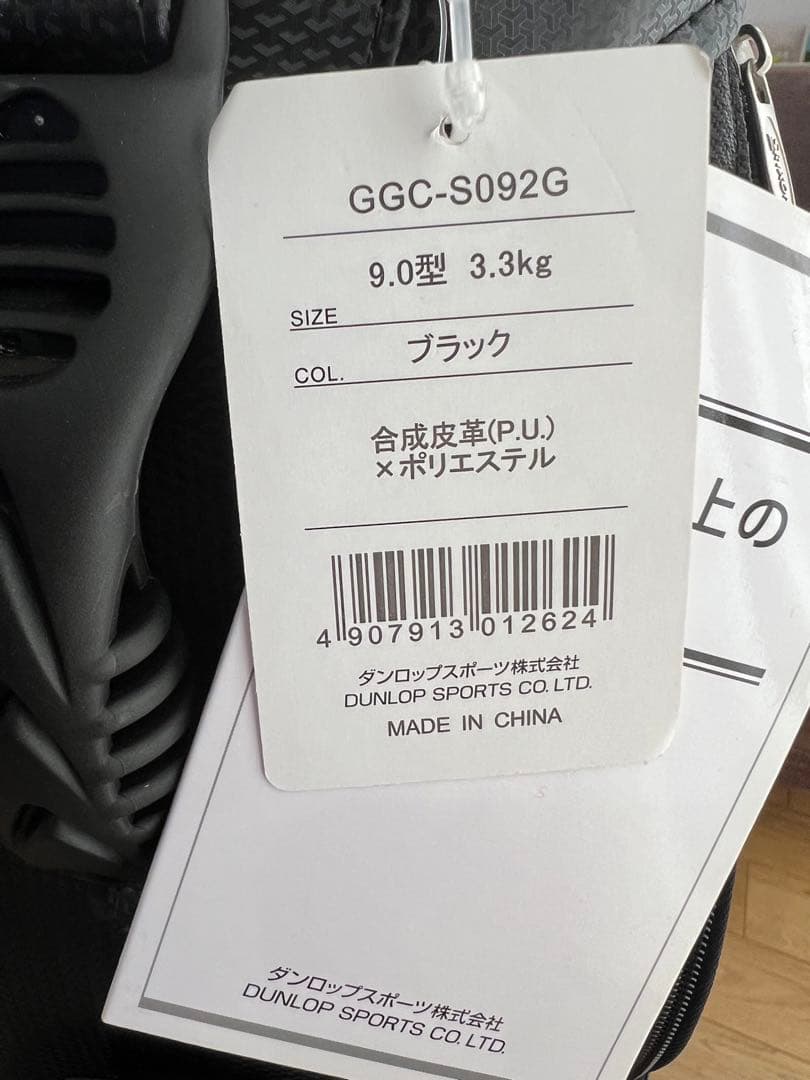 GGC-S092G
9.0型 3.3kg
SIZE
ブラック
COL.
合成皮革(P.U.)
×ポリエステル
4 907913 012624
ダンロップスポーツ株式会社
DUNLOP SPORTS CO. LTD.
MADE IN CHINA
上の
ダンロップスポーツ株式会社
DUNLOP SPORTS CO. LTD.